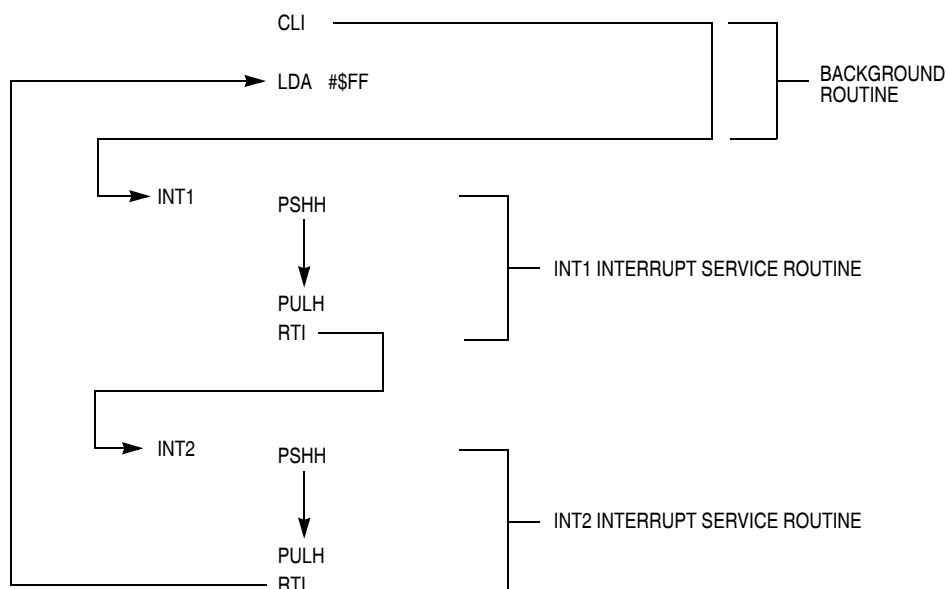 CLI
LDA #$FF
BACKGROUND
ROUTINE
INT1
PSHH
INT1 INTERRUPT SERVICE ROUTINE
PULH
RTI
INT2
PSHH
INT2 INTERRUPT SERVICE ROUTINE
PULH
RTI